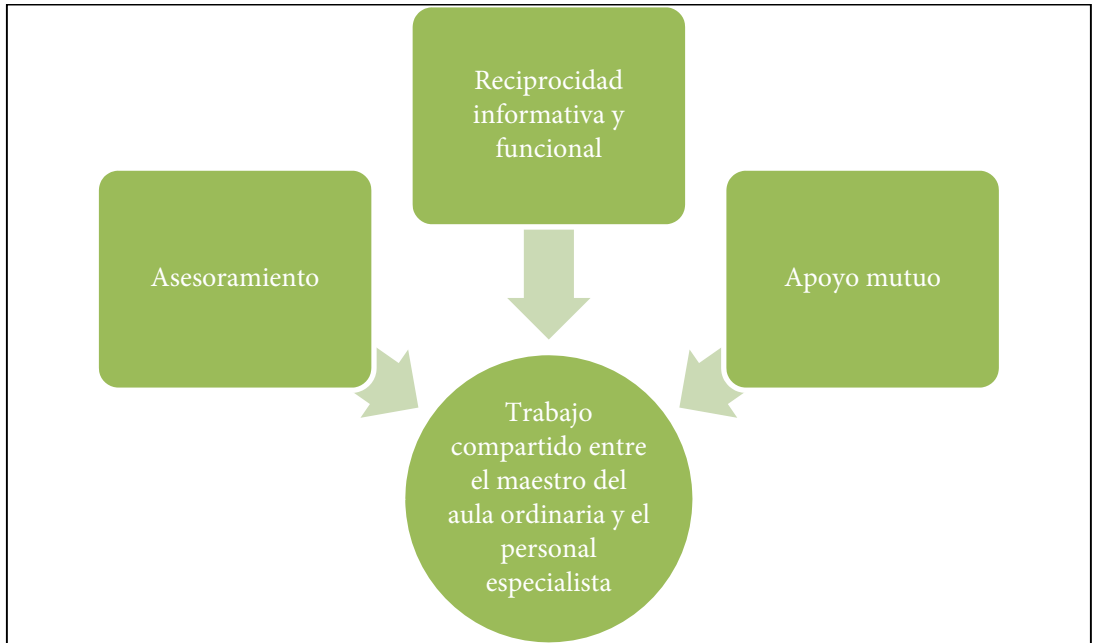 Reciprocidad
informativa y
funcional
Asesoramiento
Apoyo mutuo
Trabajo
compartido entre
el maestro del
aula ordinaria y el
personal
especialista